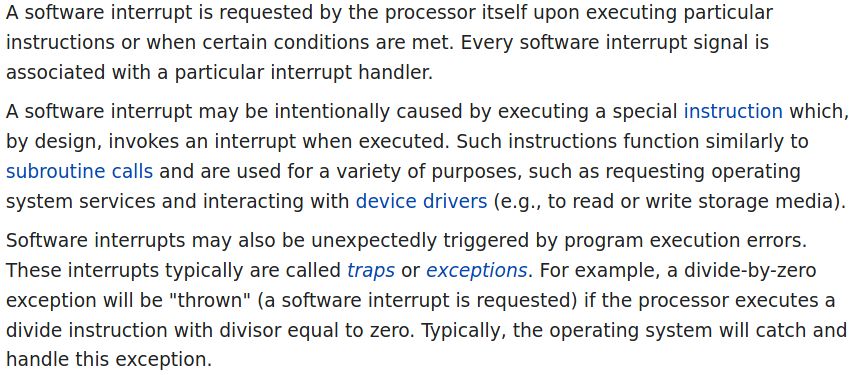 A software interrupt is requested by the processor itself upon executing particular
instructions or when certain conditions are met. Every software interrupt signal is
associated with a particular interrupt handler.
A software interrupt may be intentionally caused by executing a special instruction which,
by design, invokes an interrupt when executed. Such instructions function similarly to
subroutine calls and are used for a variety of purposes, such as requesting operating
system services and interacting with device drivers (e.g., to read or write storage media).
Software interrupts may also be unexpectedly triggered by program execution errors.
These interrupts typically are called traps or exceptions. For example, a divide-by-zero
exception will be "thrown" (a software interrupt is requested) if the processor executes a
divide instruction with divisor equal to zero. Typically, the operating system will catch and
handle this exception.